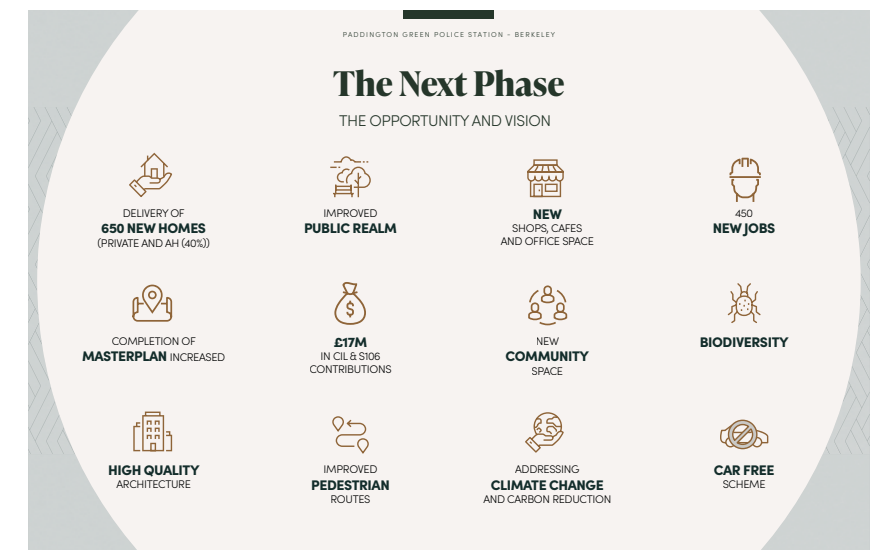 PADDINGTON GREEN POLICE STATION - BERKELEY
The Next Phase
THE OPPORTUNITY AND VISION
DELIVERY OF
650 NEW HOMES
(PRIVATE AND AH (40%))
IMPROVED
PUBLIC REALM
NEW
SHOPS, CAFES
AND OFFICE SPACE
450
NEW JOBS
COMPLETION OF
MASTERPLAN INCREASED
£17M
IN CIL & S106
CONTRIBUTIONS
NEW
COMMUNITY
SPACE
BIODIVERSITY
HIGH QUALITY
ARCHITECTURE
IMPROVED
PEDESTRIAN
ROUTES
ADDRESSING
CLIMATE CHANGE
AND CARBON REDUCTION
CAR FREE
SCHEME